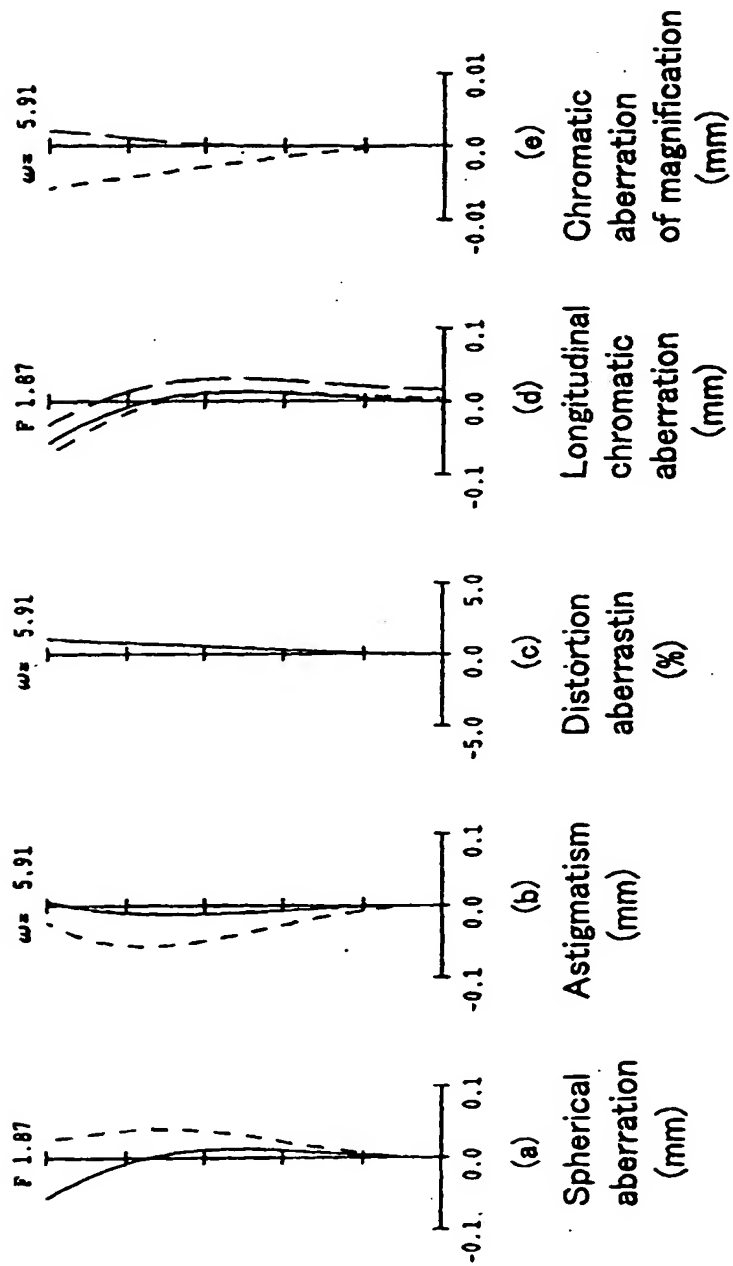 F 1.87
-0.1. 0.0 0.1
(a)
Spherical
aberration
(mm)
ω= 5.91
-0.1 0.0 0.1
(b)
Astigmatism
(mm)
ω= 5.91
-5.0 0.0 5.0
(c)
Distortion
aberrastin
(%)
F 1.87
-0.1 0.0 0.1
(d)
Longitudinal
chromatic
aberration
(mm)
ω= 5.91
-0.01 0.0 0.01
(e)
Chromatic
aberration
of magnification
(mm)